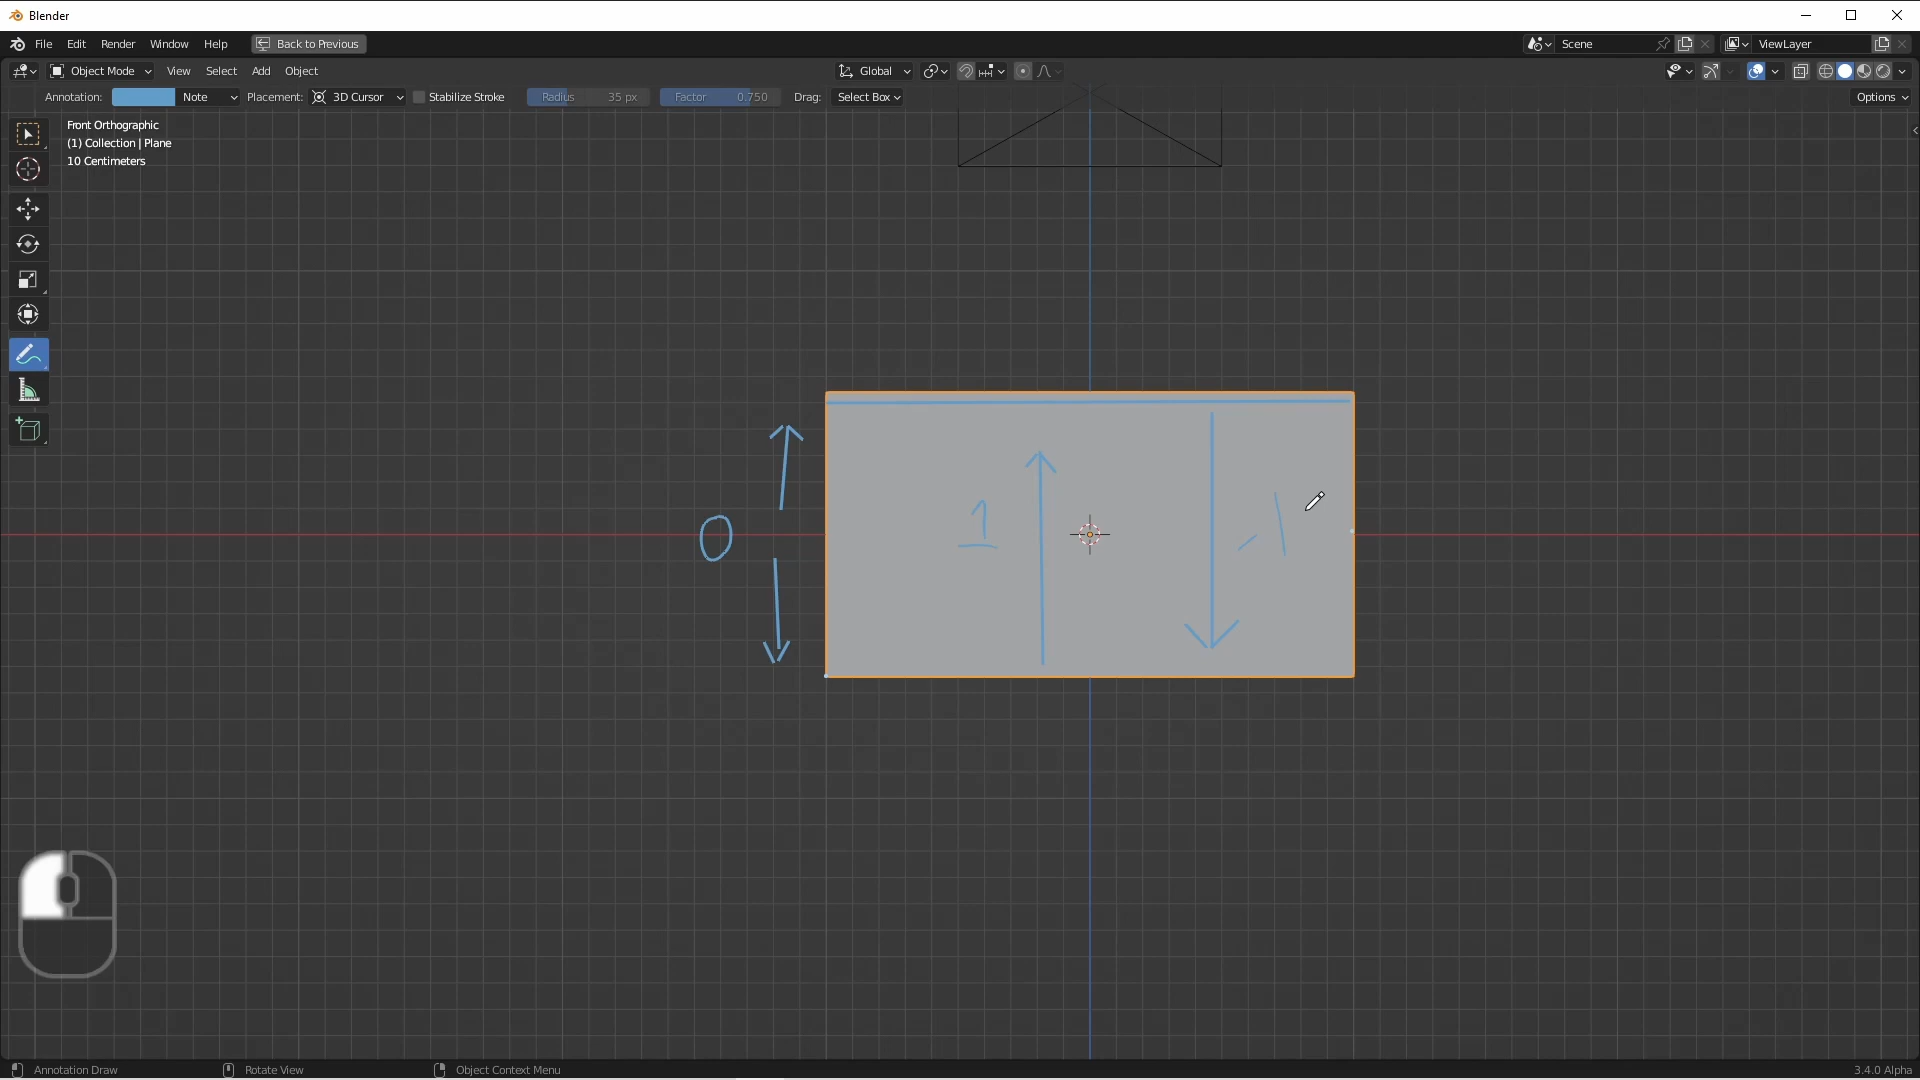 Blender
File Edit Render Window Help Back to Previous Scene ViewLayer
Object Mode View Select Add Object Global
Annotation: Note Placement: 3D Cursor Stabilize Stroke Radius 35 px Factor 0.750 Drag: Select Box Options
Front Orthographic
(1) Collection | Plane
10 Centimeters
0 1 -1
Annotation Draw Rotate View Object Context Menu 3.4.0 Alpha